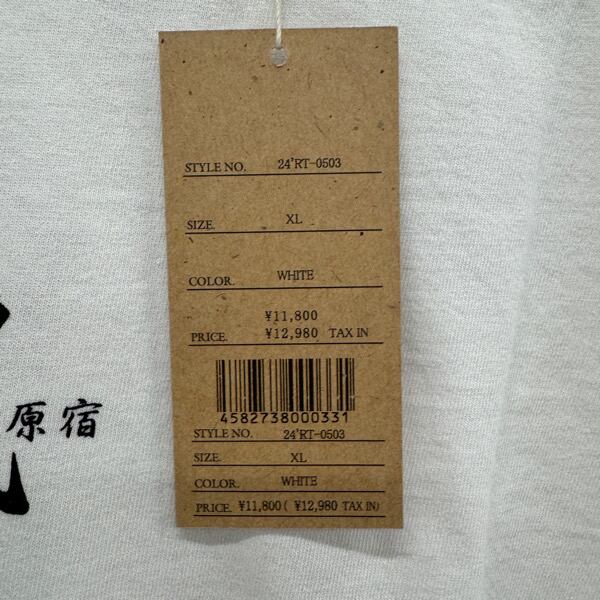 STYLE NO. 24'RT-0503
SIZE. XL
COLOR. WHITE
¥11,800
PRICE. ¥12,980 TAX IN
4582738000331
STYLE NO. 24'RT-0503
SIZE. XL
COLOR. WHITE
PRICE. ¥11,800 ( ¥12,980 TAX IN)
原宿